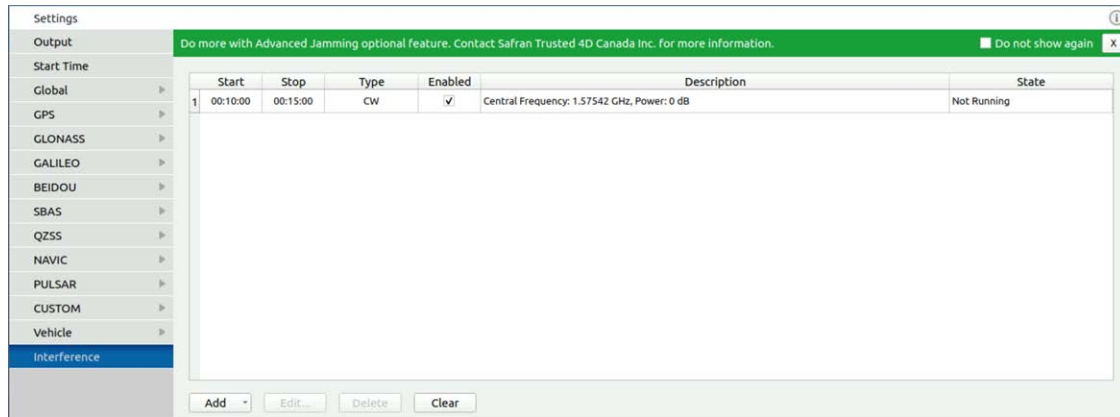 Settings
Output
Do more with Advanced Jamming optional feature. Contact Safran Trusted 4D Canada Inc. for more information. Do not show again X
Start Time
Global
GPS
GLONASS
GALILEO
BEIDOU
SBAS
QZSS
NAVIC
PULSAR
CUSTOM
Vehicle
Interference
Start Stop Type Enabled Description State
1 00:10:00 00:15:00 CW Central Frequency: 1.57542 GHz, Power: 0 dB Not Running
Add Edit... Delete Clear